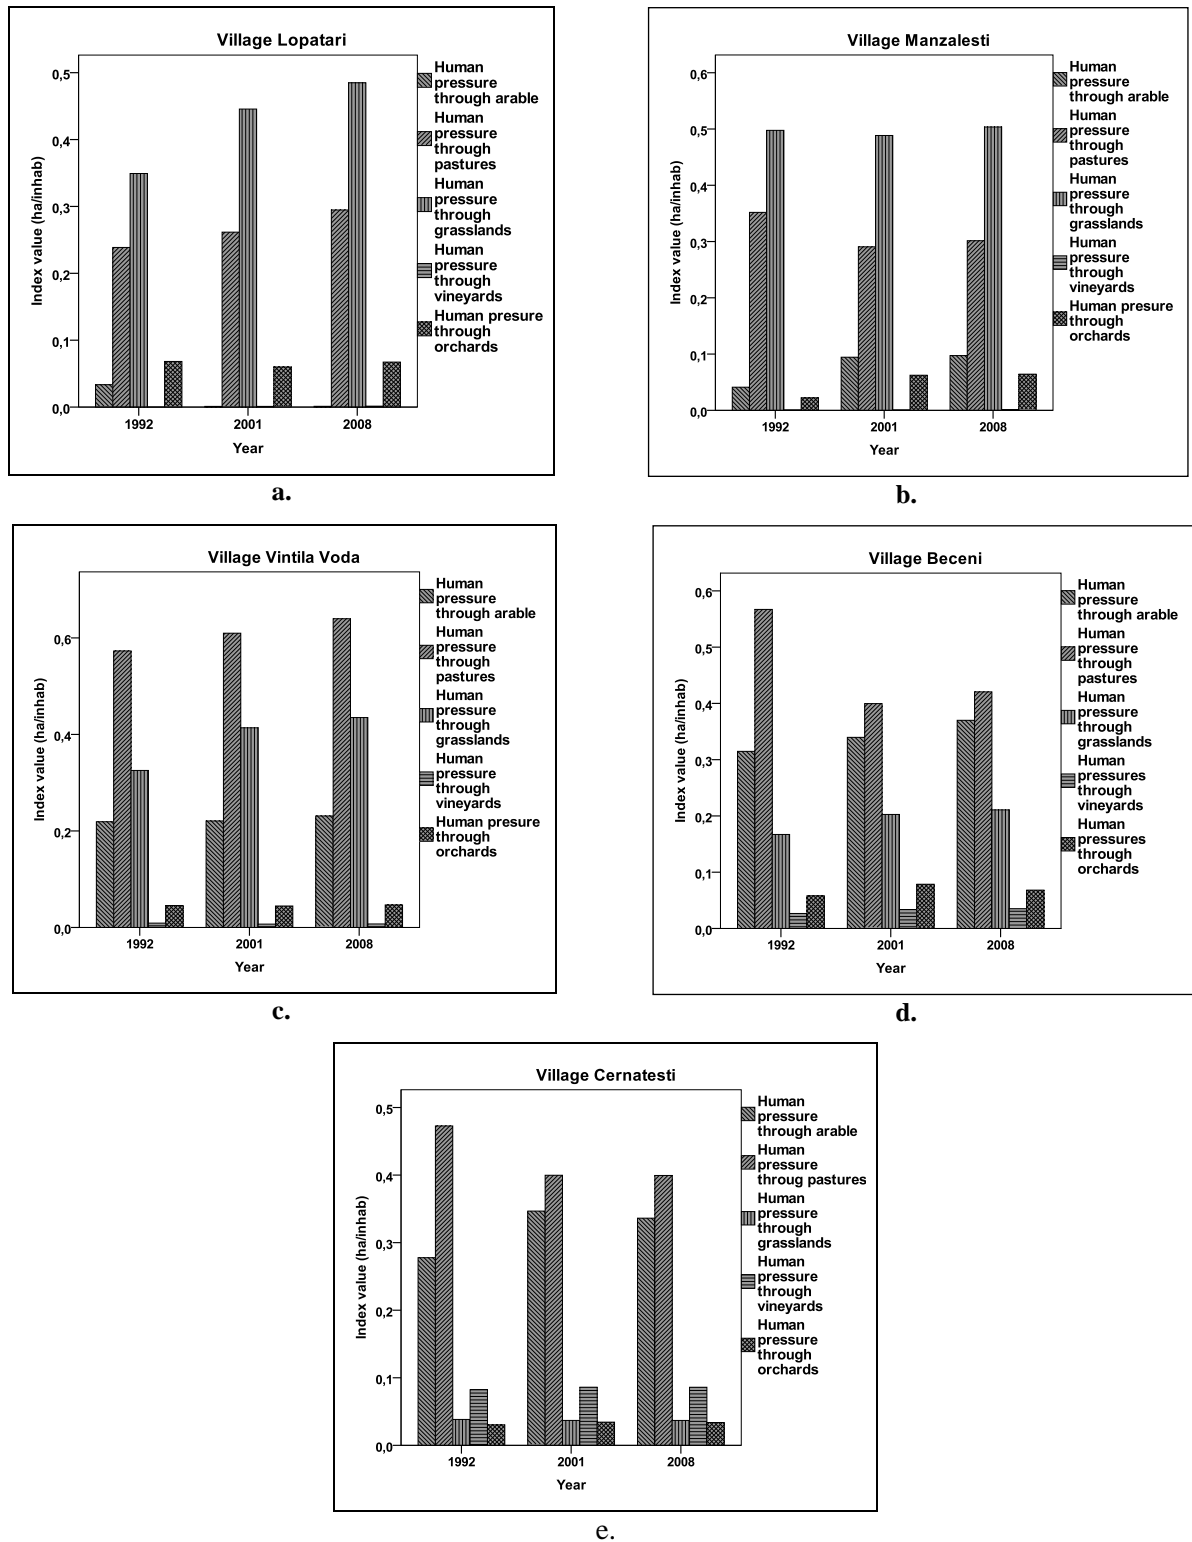 Village Lopatari
Index value (ha/inhab)
0,5
0,4
0,3
0,2
0,1
0,0
1992 2001 2008
Year
Human
pressure
through arable
Human
pressure
through
pastures
Human
pressure
through
grasslands
Human
pressure
through
vineyards
Human presure
through
orchards
a.
Village Manzalesti
Index value (ha/inhab)
0,6
0,5
0,4
0,3
0,2
0,1
0,0
1992 2001 2008
Year
Human
pressure
through arable
Human
pressure
through
pastures
Human
pressure
through
grasslands
Human
pressure
through
vineyards
Human presure
through
orchards
b.
Village Vintila Voda
Index value (ha/inhab)
0,6
0,4
0,2
0,0
1992 2001 2008
Year
Human
pressure
through arable
Human
pressure
through
pastures
Human
pressure
through
grasslands
Human
pressure
through
vineyards
Human presure
through
orchards
c.
Village Beceni
Index value (ha/inhab)
0,6
0,5
0,4
0,3
0,2
0,1
0,0
1992 2001 2008
Year
Human
pressure
through arable
Human
pressure
through
pastures
Human
pressure
through
grasslands
Human
pressures
through
vineyards
Human
pressures
through
orchards
d.
Village Cernatesti
Index value (ha/inhab)
0,5
0,4
0,3
0,2
0,1
0,0
1992 2001 2008
Year
Human
pressure
through arable
Human
pressure
throug pastures
Human
pressure
through
grasslands
Human
pressure
through
vineyards
Human
pressure
through
orchards
e.